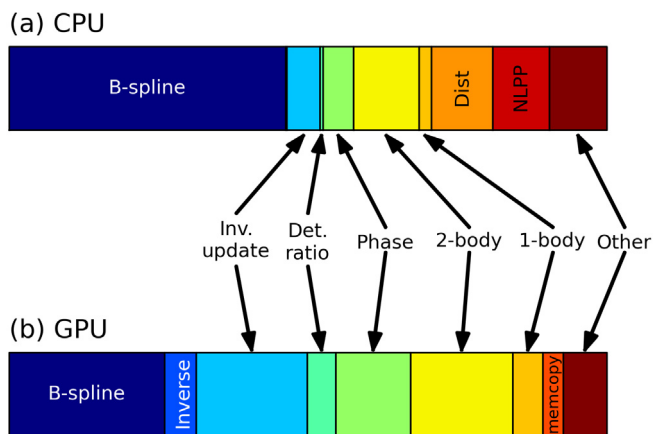 (a) CPU
B-spline
Dist
NLPP
Inv.
update
Det.
ratio
Phase
2-body
1-body
Other
(b) GPU
B-spline
Inverse
memcopy